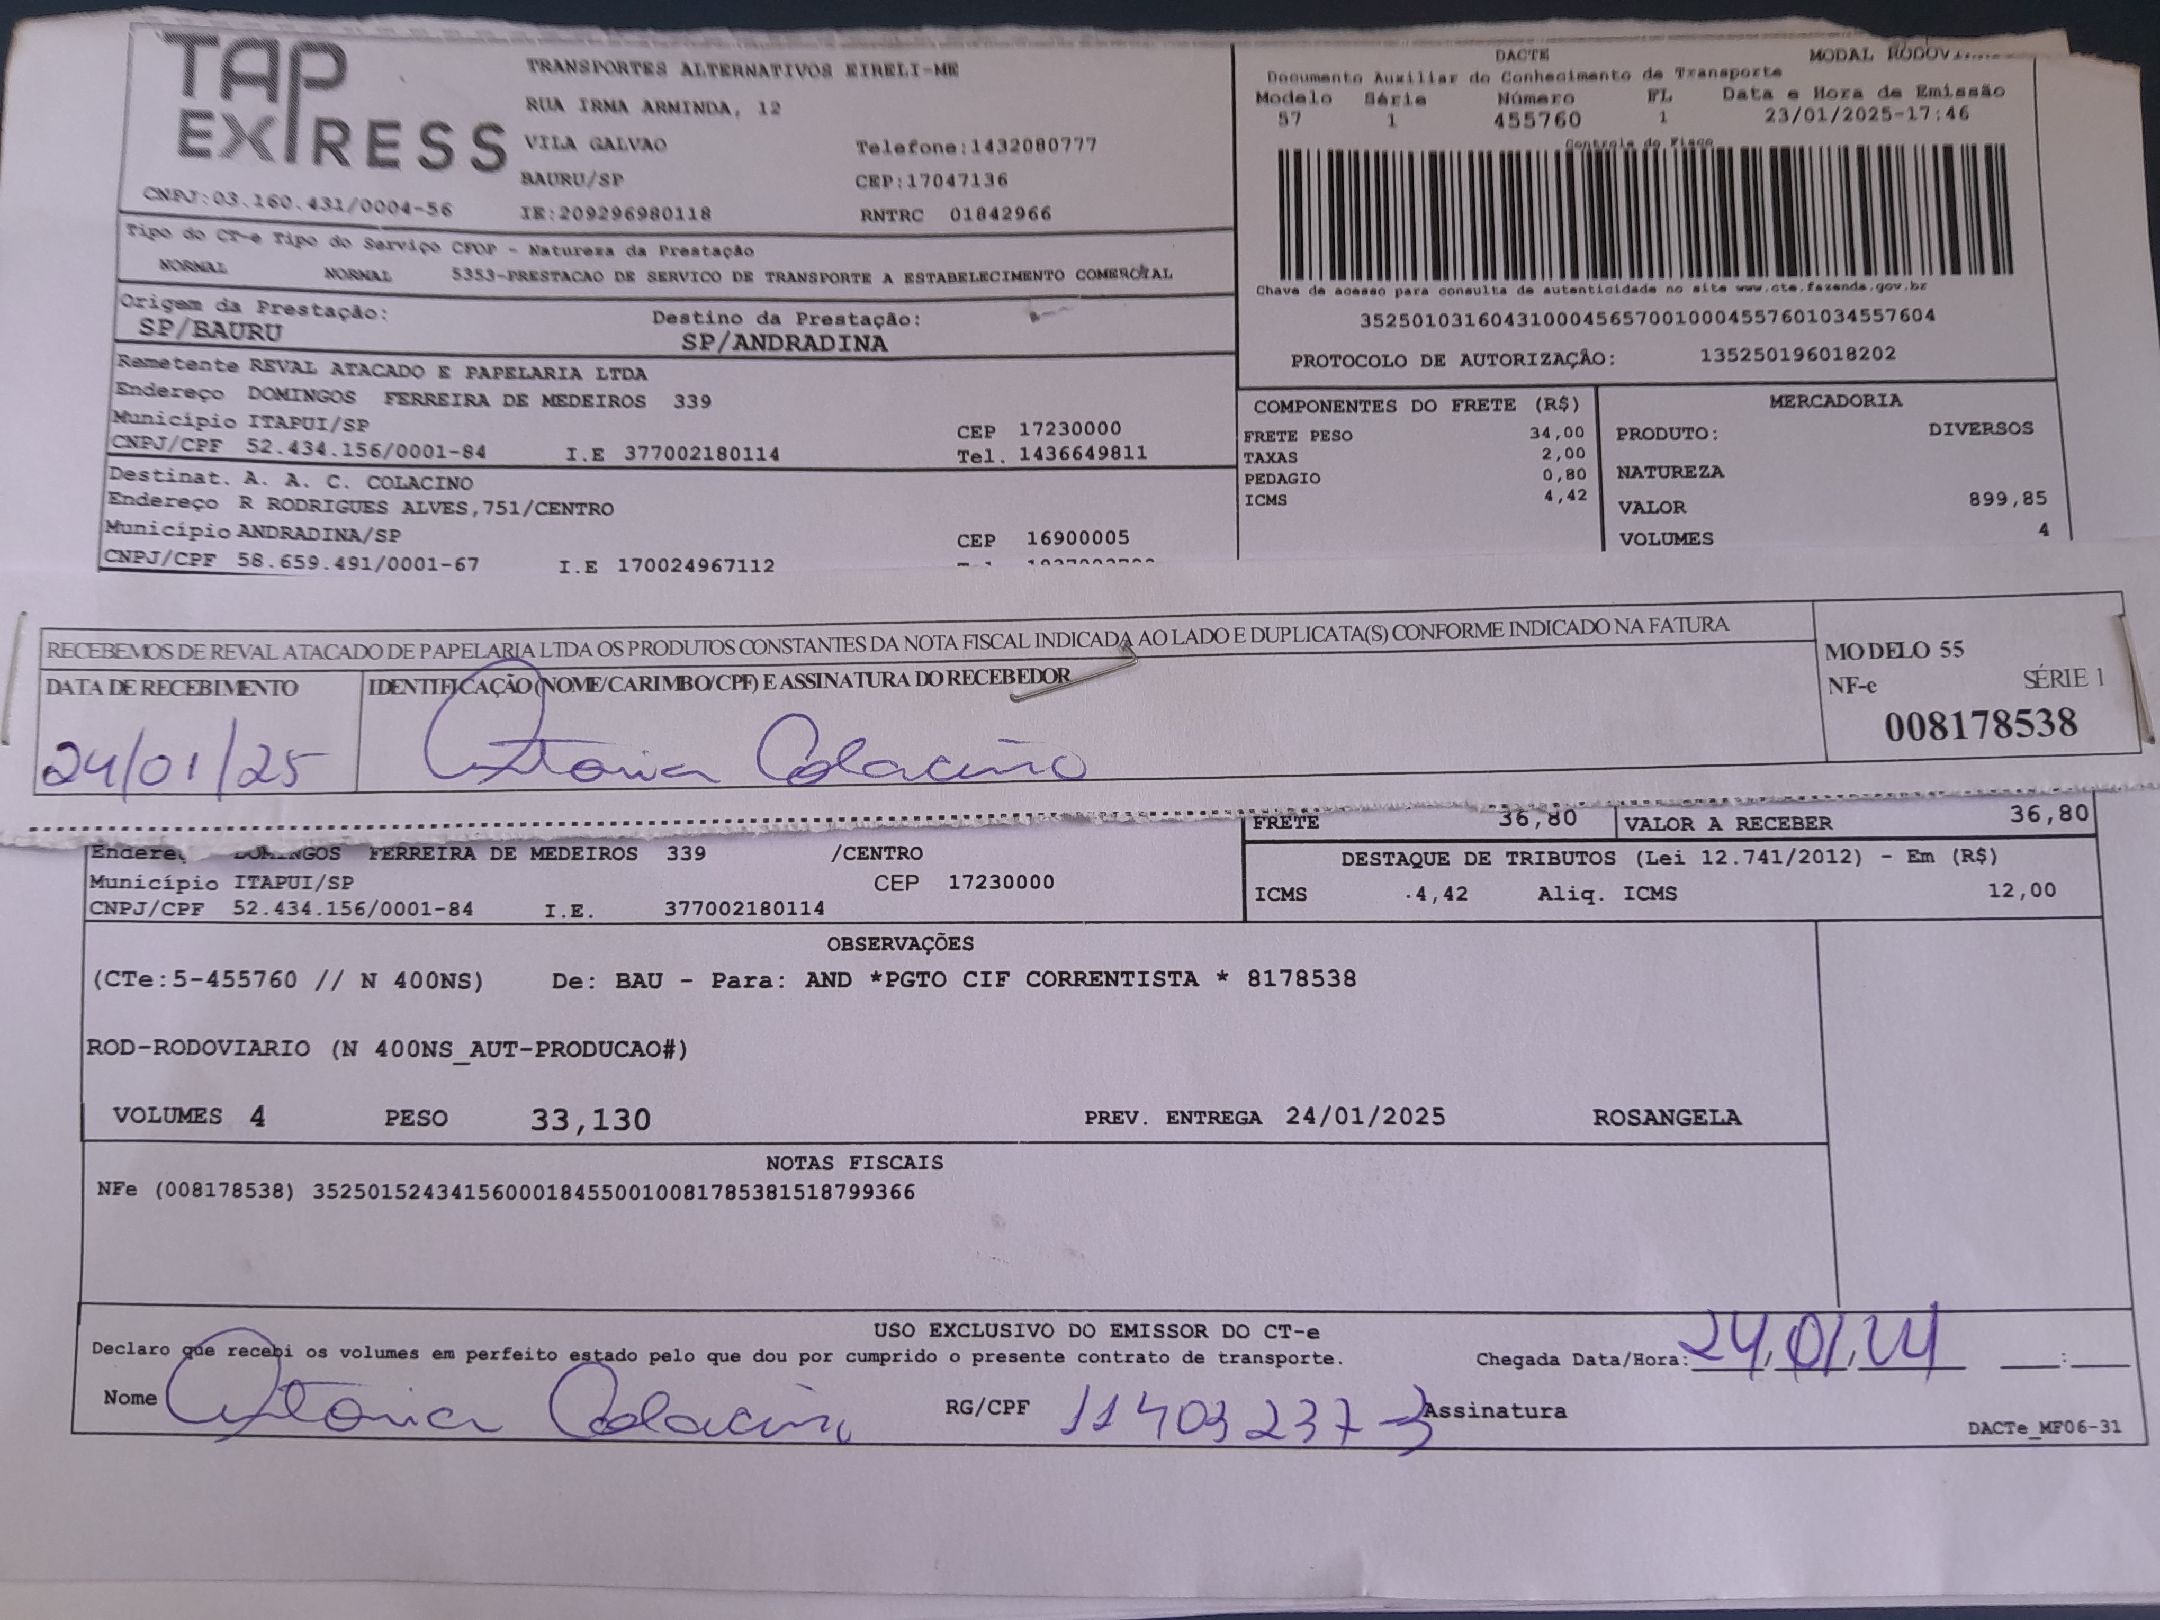 TAP EXPRESS
TRANSPORTES ALTERNATIVOS EIRELI-ME
RUA IRMA ARMINDA, 12
VILA GALVAO Telefone:1432080777
BAURU/SP CEP:17047136
CNPJ:03.160.431/0004-56 IE:209296980118 RNTRC 01842966
DACTE MODAL
Documento Auxiliar do Conhecimento de Transporte
Modelo Série Número FL Data e Hora de Emissão
57 1 455760 1 23/01/2025-17:46
Controle do Fisco
Chave de acesso para consulta de autenticidade no site www.cte.fazenda.gov.br
35250103160431000456570010004557601034557604
PROTOCOLO DE AUTORIZAÇÃO: 135250196018202
Tipo do CT-e Tipo do Serviço CFOP - Natureza da Prestação
NORMAL NORMAL 5353-PRESTACAO DE SERVICO DE TRANSPORTE A ESTABELECIMENTO COMERCIAL
Origem da Prestação: Destino da Prestação:
SP/BAURU SP/ANDRADINA
Remetente REVAL ATACADO E PAPELARIA LTDA
Endereço DOMINGOS FERREIRA DE MEDEIROS 339
Município ITAPUI/SP CEP 17230000
CNPJ/CPF 52.434.156/0001-84 I.E 377002180114 Tel. 1436649811
Destinat. A. A. C. COLACINO
Endereço R RODRIGUES ALVES,751/CENTRO
Município ANDRADINA/SP CEP 16900005
CNPJ/CPF 58.659.491/0001-67 I.E 170024967112
COMPONENTES DO FRETE (R$)
FRETE PESO 34,00
TAXAS 2,00
PEDAGIO 0,80
ICMS 4,42
MERCADORIA
PRODUTO: DIVERSOS
NATUREZA
VALOR 899,85
VOLUMES 4
RECEBEMOS DE REVAL ATACADO DE PAPELARIA LTDA OS PRODUTOS CONSTANTES DA NOTA FISCAL INDICADA AO LADO E DUPLICATA(S) CONFORME INDICADO NA FATURA
DATA DE RECEBIMENTO IDENTIFICAÇÃO (NOME/CARIMBO/CPF) E ASSINATURA DO RECEBEDOR
24/01/25 Antonia Colacino
MODELO 55
NF-e SÉRIE 1
008178538
FRETE 36,80 VALOR A RECEBER 36,80
DOMINGOS FERREIRA DE MEDEIROS 339 /CENTRO
Município ITAPUI/SP CEP 17230000
CNPJ/CPF 52.434.156/0001-84 I.E. 377002180114
DESTAQUE DE TRIBUTOS (Lei 12.741/2012) - Em (R$)
ICMS 4,42 Aliq. ICMS 12,00
OBSERVAÇÕES
(CTe:5-455760 // N 400NS) De: BAU - Para: AND *PGTO CIF CORRENTISTA * 8178538
ROD-RODOVIARIO (N 400NS_AUT-PRODUCAO#)
VOLUMES 4 PESO 33,130 PREV. ENTREGA 24/01/2025 ROSANGELA
NOTAS FISCAIS
NFe (008178538) 35250152434156000184550010081785381518799366
USO EXCLUSIVO DO EMISSOR DO CT-e
Declaro que recebi os volumes em perfeito estado pelo que dou por cumprido o presente contrato de transporte. Chegada Data/Hora: 24/01/24 __:__
Nome Antonia Colacino RG/CPF 11403237-3 Assinatura
DACTe_MF06-31